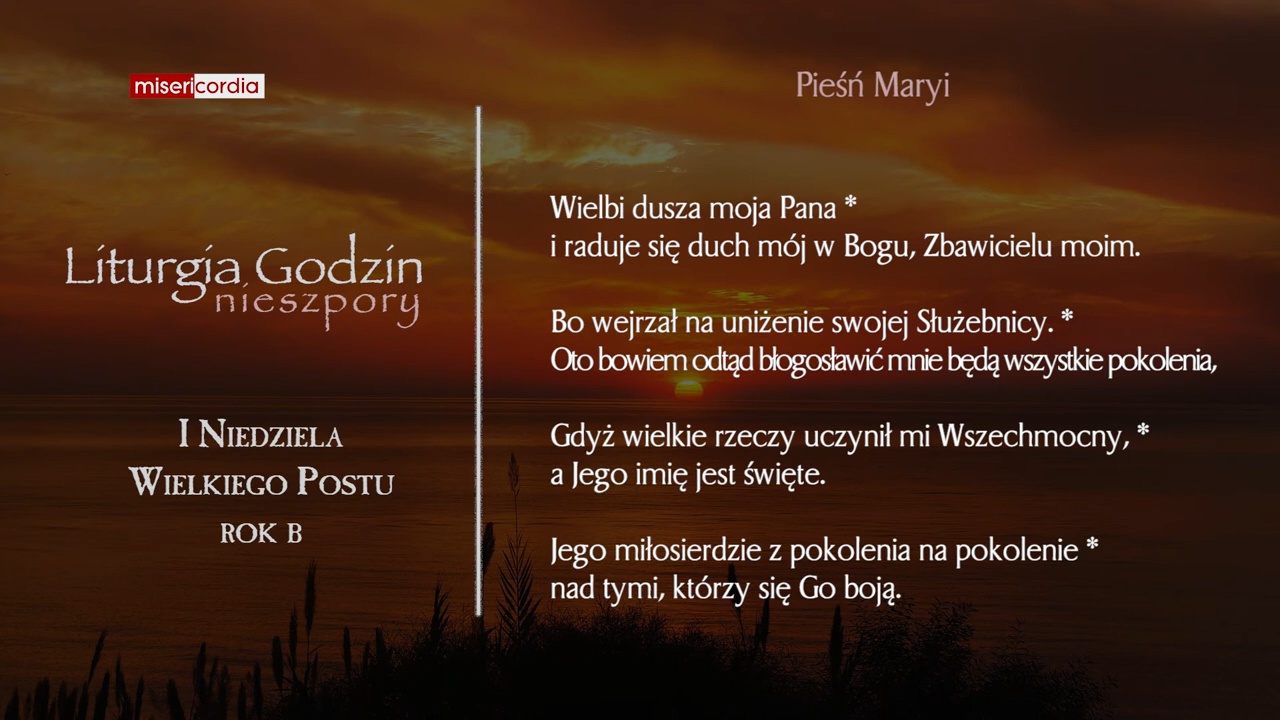 misericordia
Liturgia Godzin
nieszpory
I Niedziela
Wielkiego Postu
rok B
Pieśń Maryi
Wielbi dusza moja Pana *
i raduje się duch mój w Bogu, Zbawicielu moim.
Bo wejrzał na uniżenie swojej Służebnicy. *
Oto bowiem odtąd błogosławić mnie będą wszystkie pokolenia,
Gdyż wielkie rzeczy uczynił mi Wszechmocny, *
a Jego imię jest święte.
Jego miłosierdzie z pokolenia na pokolenie *
nad tymi, którzy się Go boją.